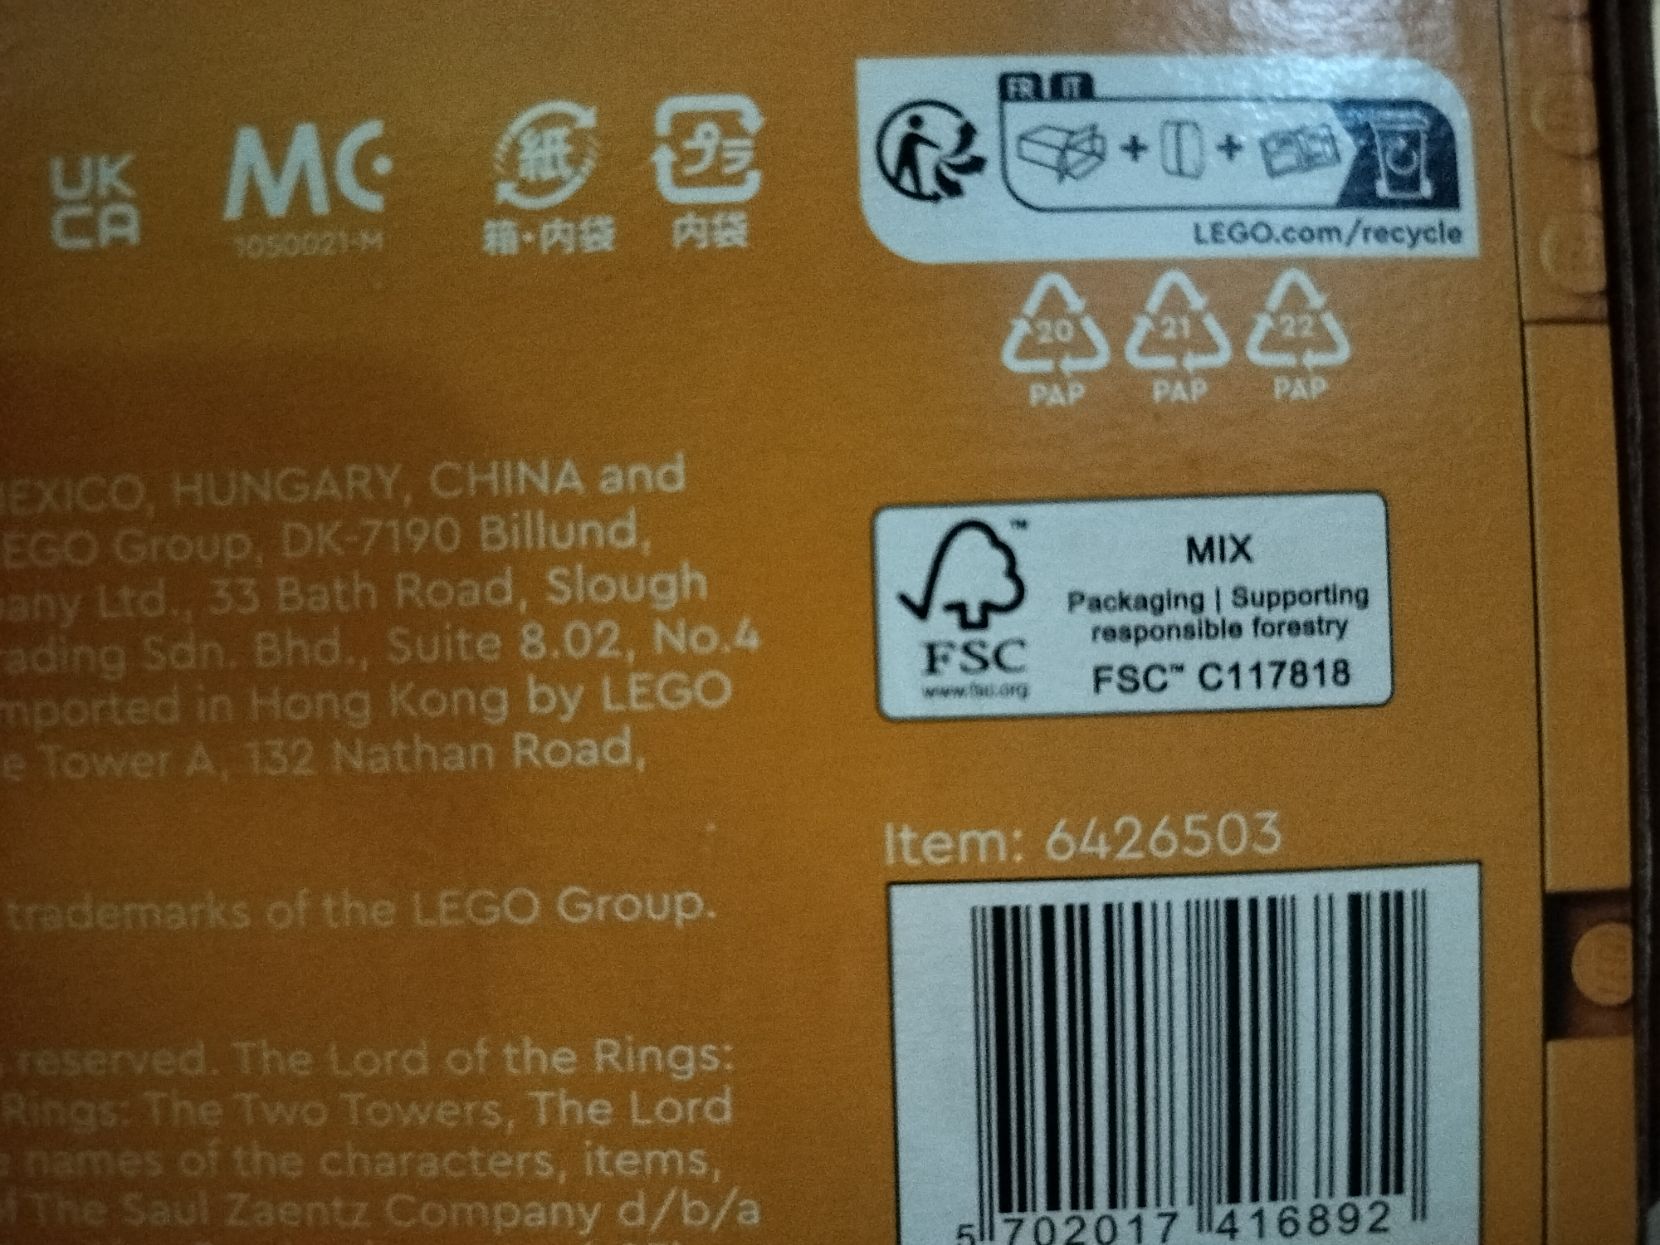 UK
CA
MC
1050021-M
紙
箱・内袋
プラ
内袋
FR
IT
LEGO.com/recycle
20
PAP
21
PAP
22
PAP
MEXICO, HUNGARY, CHINA and
LEGO Group, DK-7190 Billund,
Ltd., 33 Bath Road, Slough
Sdn. Bhd., Suite 8.02, No.4
in Hong Kong by LEGO
Tower A, 132 Nathan Road,
trademarks of the LEGO Group.
reserved. The Lord of the Rings:
Rings: The Two Towers, The Lord
names of the characters, items,
The Saul Zaentz Company d/b/a
™
FSC
www.fsc.org
MIX
Packaging | Supporting
responsible forestry
FSC™ C117818
Item: 6426503
5 702017 416892